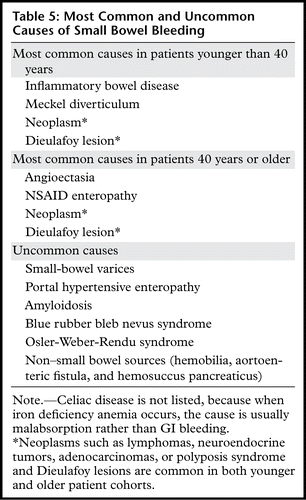 Table 5: Most Common and Uncommon
Causes of Small Bowel Bleeding
Most common causes in patients younger than 40
years
Inflammatory bowel disease
Meckel diverticulum
Neoplasm*
Dieulafoy lesion*
Most common causes in patients 40 years or older
Angioectasia
NSAID enteropathy
Neoplasm*
Dieulafoy lesion*
Uncommon causes
Small-bowel varices
Portal hypertensive enteropathy
Amyloidosis
Blue rubber bleb nevus syndrome
Osler-Weber-Rendu syndrome
Non–small bowel sources (hemobilia, aortoen-
teric fistula, and hemosuccus pancreaticus)
Note.—Celiac disease is not listed, because when
iron deficiency anemia occurs, the cause is usually
malabsorption rather than GI bleeding.
*Neoplasms such as lymphomas, neuroendocrine
tumors, adenocarcinomas, or polyposis syndrome
and Dieulafoy lesions are common in both younger
and older patient cohorts.